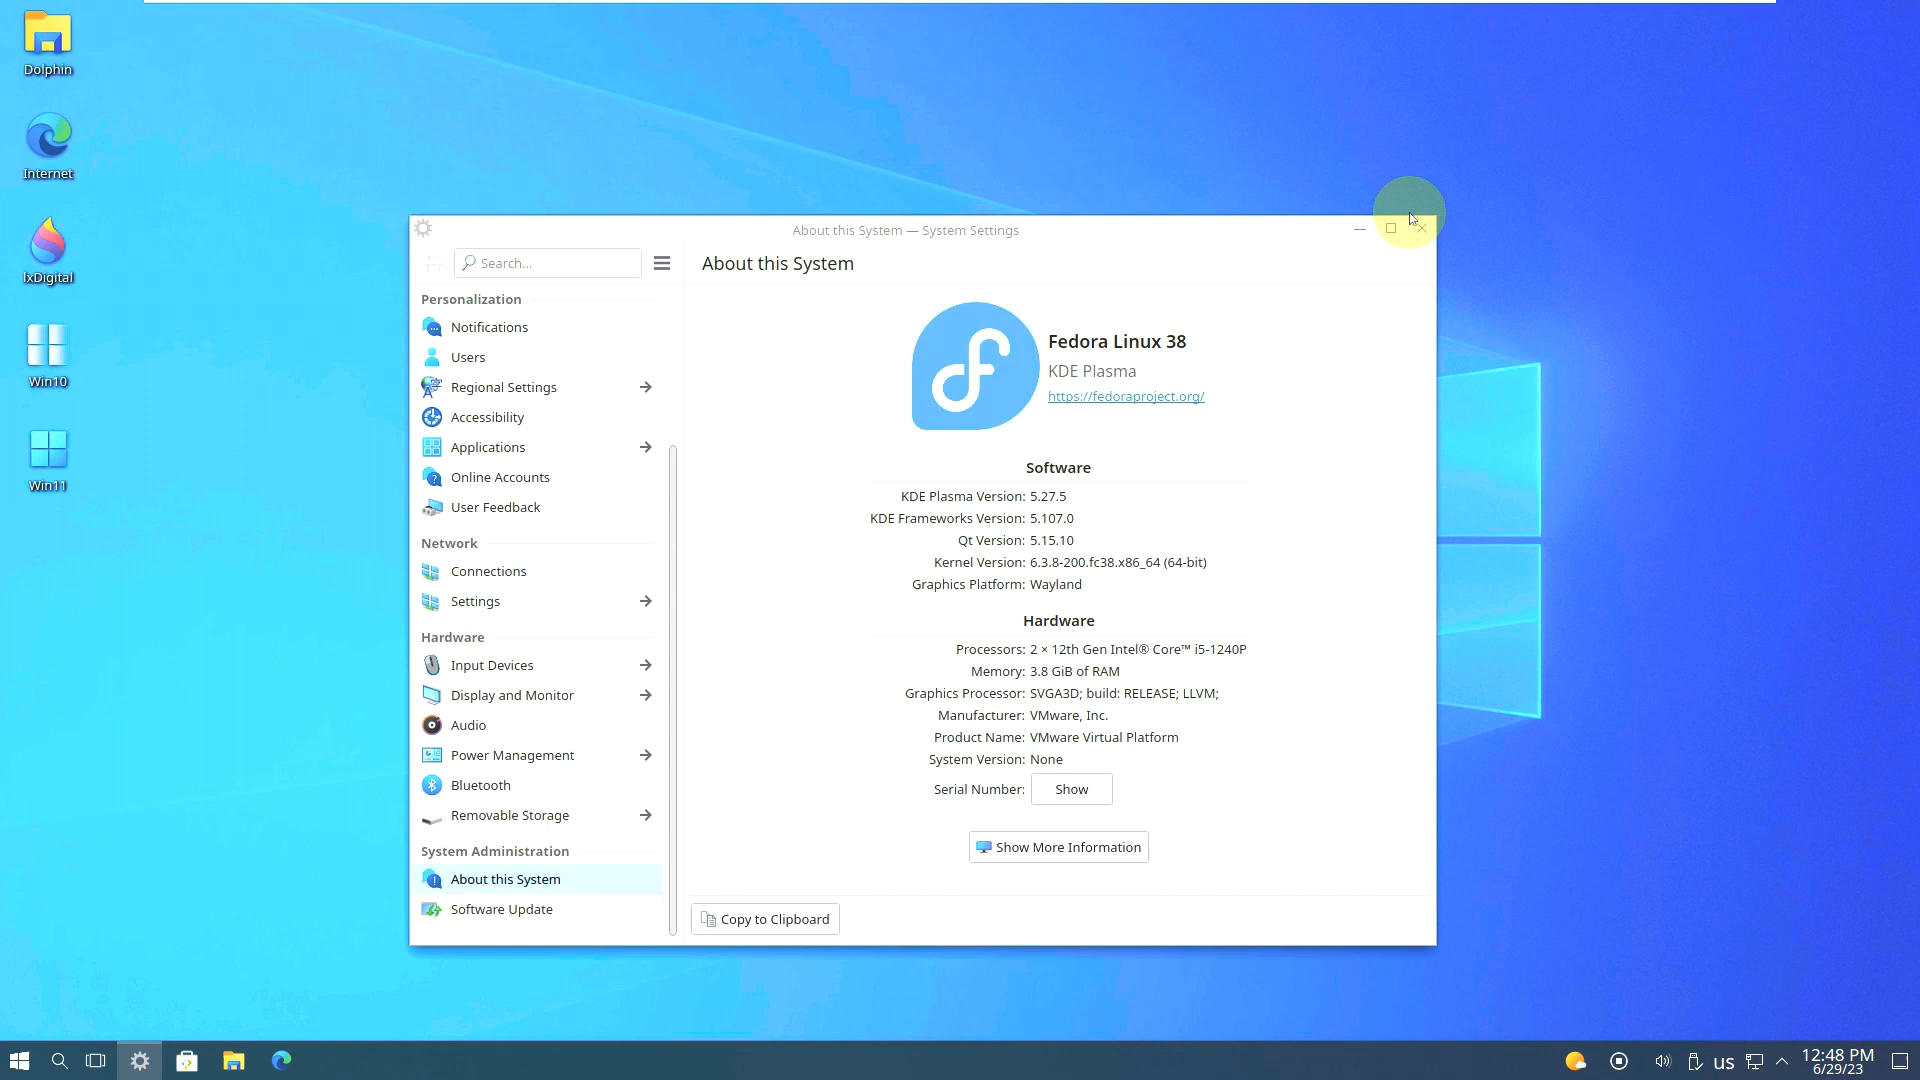 Dolphin
Internet
lxDigital
Win10
Win11
About this System — System Settings
Search...
About this System
Personalization
Notifications
Users
Regional Settings
Accessibility
Applications
Online Accounts
User Feedback
Network
Connections
Settings
Hardware
Input Devices
Display and Monitor
Audio
Power Management
Bluetooth
Removable Storage
System Administration
About this System
Software Update
Fedora Linux 38
KDE Plasma
https://fedoraproject.org/
Software
KDE Plasma Version: 5.27.5
KDE Frameworks Version: 5.107.0
Qt Version: 5.15.10
Kernel Version: 6.3.8-200.fc38.x86_64 (64-bit)
Graphics Platform: Wayland
Hardware
Processors: 2 × 12th Gen Intel® Core™ i5-1240P
Memory: 3.8 GiB of RAM
Graphics Processor: SVGA3D; build: RELEASE; LLVM;
Manufacturer: VMware, Inc.
Product Name: VMware Virtual Platform
System Version: None
Serial Number: Show
Show More Information
Copy to Clipboard
us
12:48 PM
6/29/23